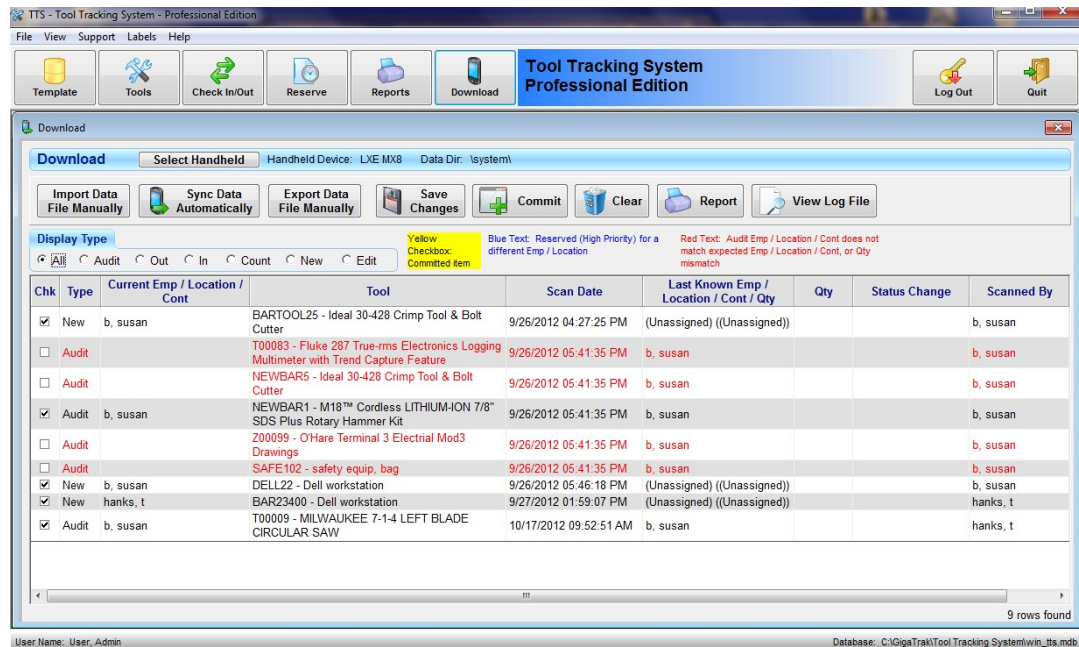 TTS - Tool Tracking System - Professional Edition
File View Support Labels Help
Template Tools Check In/Out Reserve Reports Download
Tool Tracking System
Professional Edition
Log Out Quit
Download
Download Select Handheld Handheld Device: LXE MX8 Data Dir: \system\
Import Data
File Manually
Sync Data
Automatically
Export Data
File Manually
Save
Changes
Commit Clear Report View Log File
Display Type
All Audit Out In Count New Edit
Yellow
Checkbox:
Committed item
Blue Text: Reserved (High Priority) for a
different Emp / Location
Red Text: Audit Emp / Location / Cont does not
match expected Emp / Location / Cont, or Qty
mismatch
Chk Type Current Emp / Location /
Cont
Tool Scan Date Last Known Emp /
Location / Cont / Qty
Qty Status Change Scanned By
New b, susan BARTOOL25 - Ideal 30-428 Crimp Tool & Bolt
Cutter
9/26/2012 04:27:25 PM (Unassigned) ((Unassigned)) b, susan
Audit T00083 - Fluke 287 True-rms Electronics Logging
Multimeter with Trend Capture Feature
9/26/2012 05:41:35 PM b, susan b, susan
Audit NEWBAR5 - Ideal 30-428 Crimp Tool & Bolt
Cutter
9/26/2012 05:41:35 PM b, susan b, susan
Audit b, susan NEWBAR1 - M18™ Cordless LITHIUM-ION 7/8"
SDS Plus Rotary Hammer Kit
9/26/2012 05:41:35 PM b, susan b, susan
Audit Z00099 - O'Hare Terminal 3 Electrial Mod3
Drawings
9/26/2012 05:41:35 PM b, susan b, susan
Audit SAFE102 - safety equip, bag 9/26/2012 05:41:35 PM b, susan b, susan
New b, susan DELL22 - Dell workstation 9/26/2012 05:46:18 PM (Unassigned) ((Unassigned)) b, susan
New hanks, t BAR23400 - Dell workstation 9/27/2012 01:59:07 PM (Unassigned) ((Unassigned)) hanks, t
Audit b, susan T00009 - MILWAUKEE 7-1-4 LEFT BLADE
CIRCULAR SAW
10/17/2012 09:52:51 AM b, susan hanks, t
9 rows found
User Name: User, Admin Database: C:\GigaTrak\Tool Tracking System\win_tts.mdb